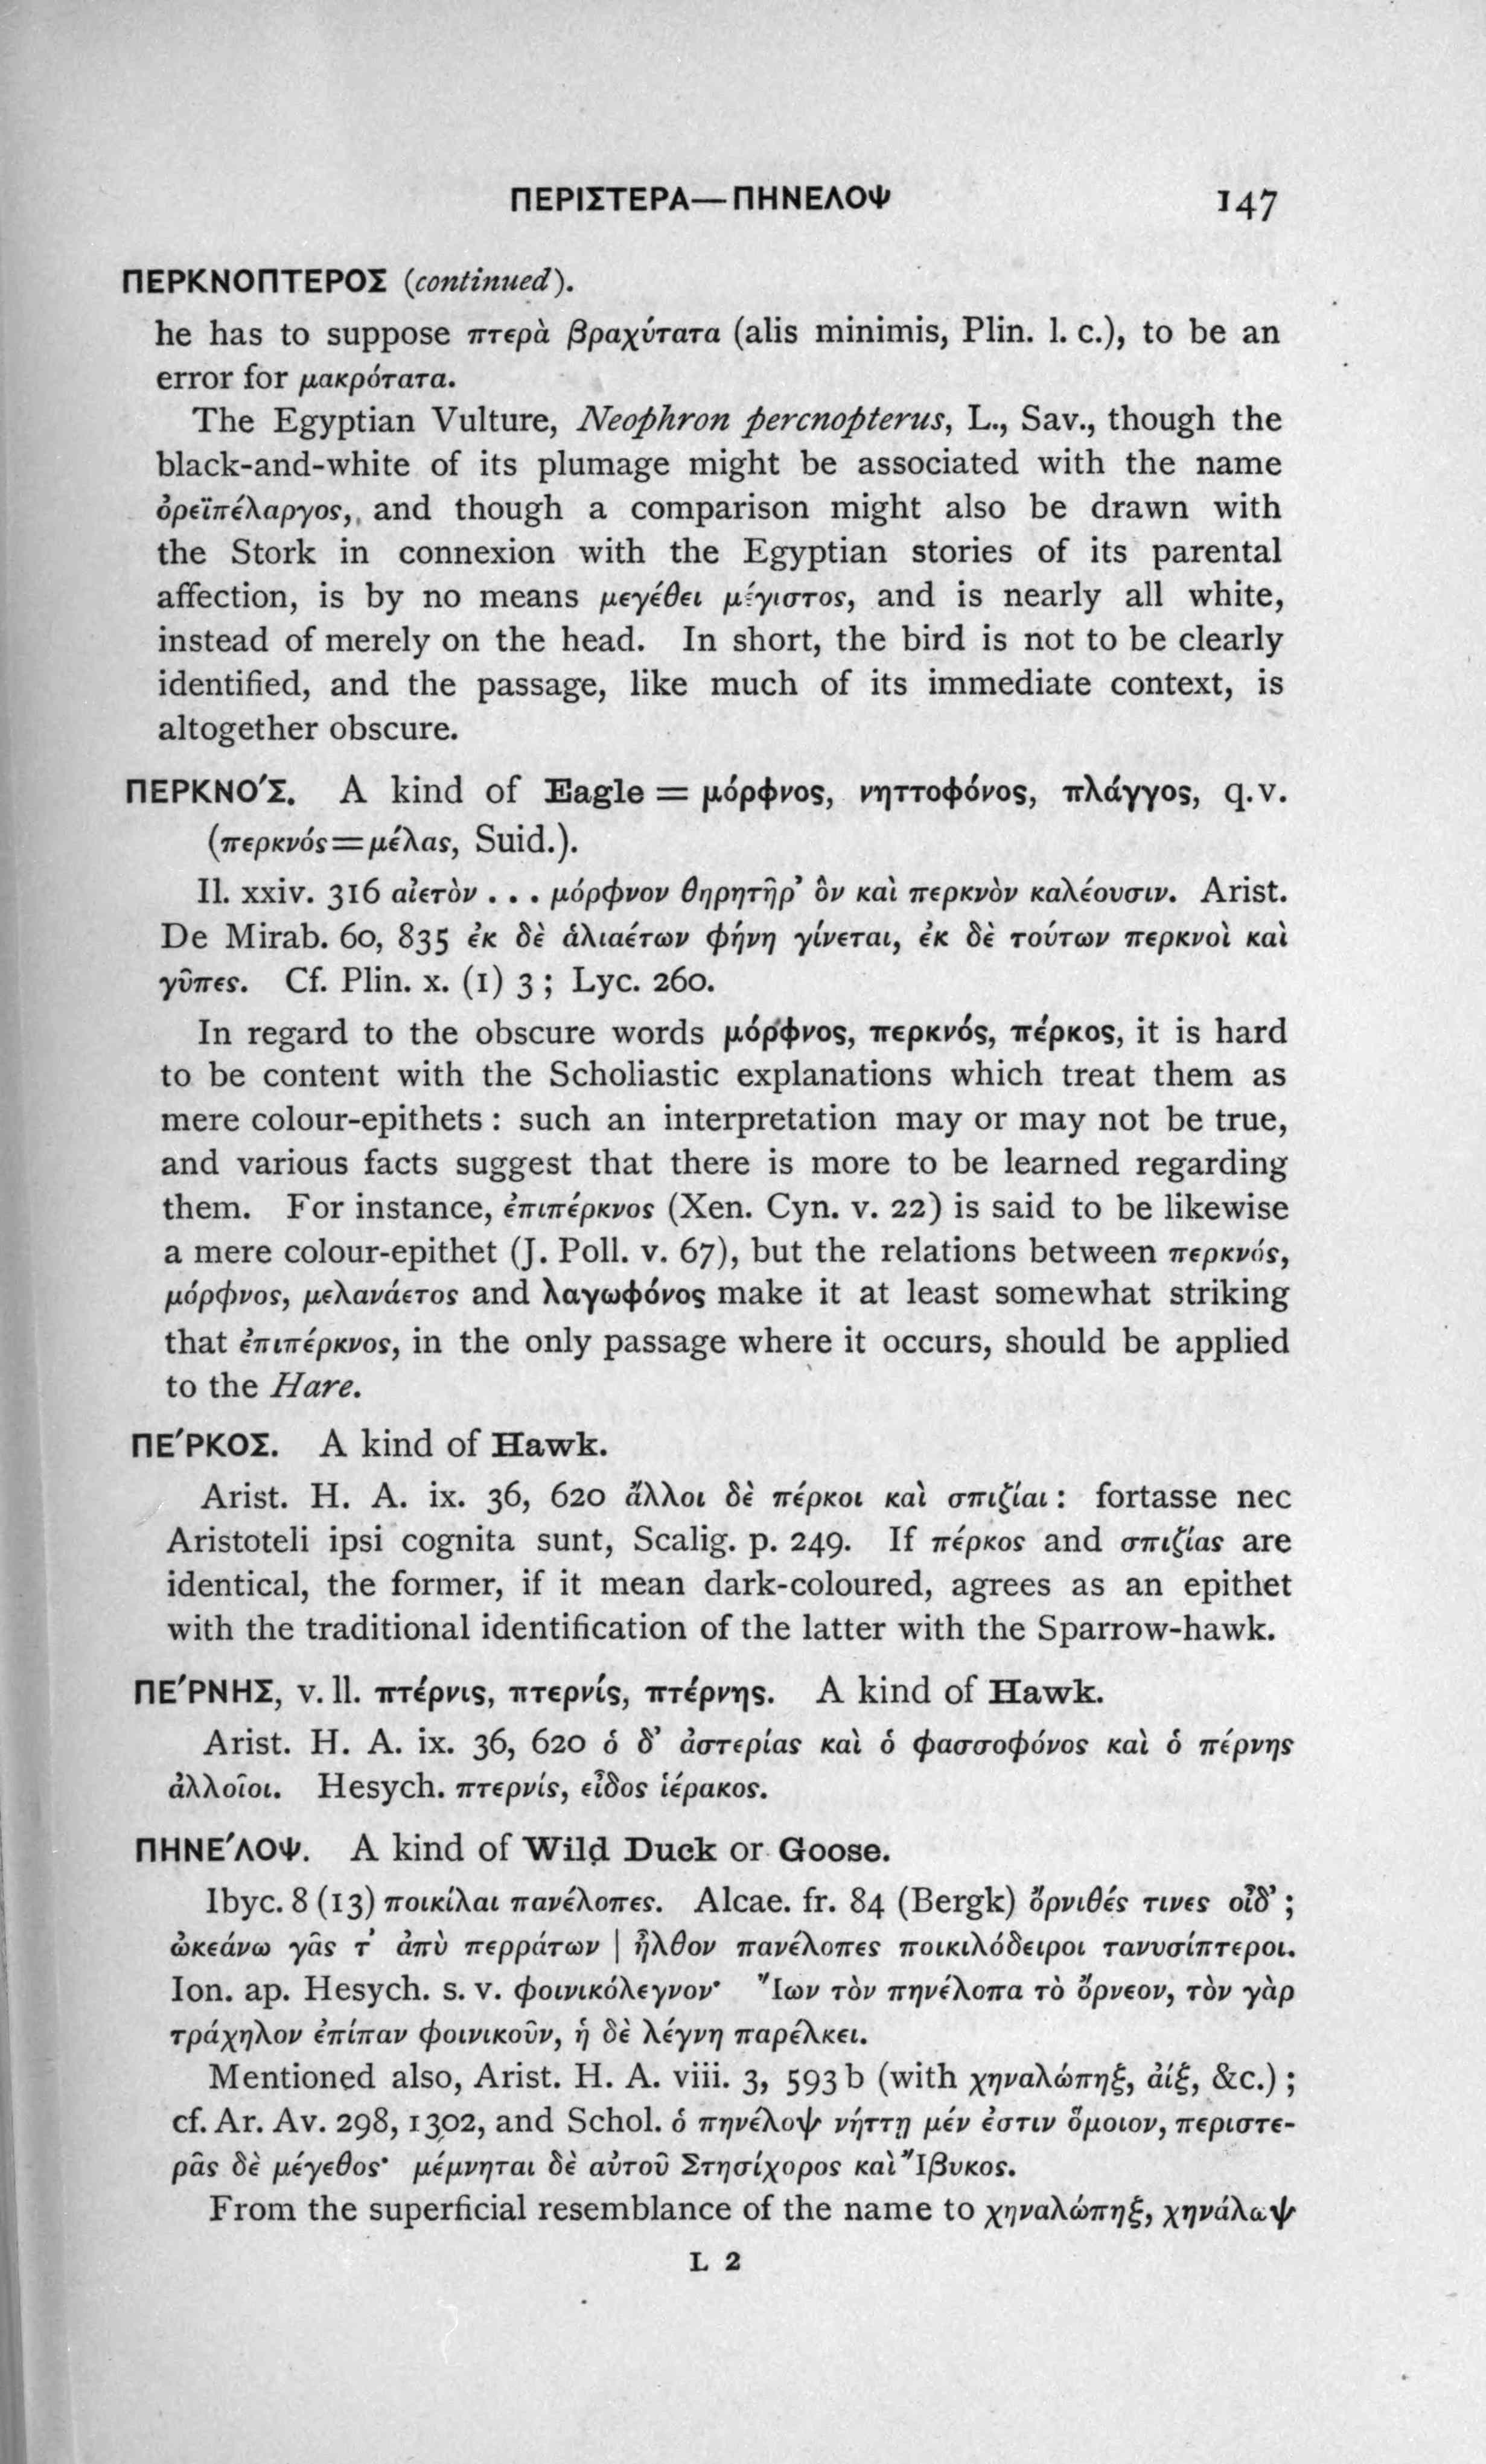 ΠΕΡΙΣΤΕΡΑ—ΠΗΝΕΛΟΨ 147
ΠΕΡΚΝΟΠΤΕΡΟΣ (continued).
he has to suppose πτερὰ βραχύτατα (alis minimis, Plin. l. c.), to be an
error for μακρότατα.
The Egyptian Vulture, Neophron percnopterus, L., Sav., though the
black-and-white of its plumage might be associated with the name
ὀρεϊπέλαργος, and though a comparison might also be drawn with
the Stork in connexion with the Egyptian stories of its parental
affection, is by no means μεγέθει μέγιστος, and is nearly all white,
instead of merely on the head. In short, the bird is not to be clearly
identified, and the passage, like much of its immediate context, is
altogether obscure.
ΠΕΡΚΝΟ΄Σ. A kind of Eagle = μόρφνος, νηττοφόνος, πλάγγος, q.v.
(περκνός=μέλας, Suid.).
Il. xxiv. 316 αἰετὸν . . . μόρφνον θηρητῆρ’ ὃν καὶ περκνὸν καλέουσιν. Arist.
De Mirab. 60, 835 ἐκ δὲ ἁλιαέτων φήνη γίνεται, ἐκ δὲ τούτων περκνοὶ καὶ
γῦπες. Cf. Plin. x. (1) 3; Lyc. 260.
In regard to the obscure words μόρφνος, περκνός, πέρκος, it is hard
to be content with the Scholiastic explanations which treat them as
mere colour-epithets: such an interpretation may or may not be true,
and various facts suggest that there is more to be learned regarding
them. For instance, ἐπιπέρκνος (Xen. Cyn. v. 22) is said to be likewise
a mere colour-epithet (J. Poll. v. 67), but the relations between περκνός,
μόρφνος, μελανάετος and λαγωφόνος make it at least somewhat striking
that ἐπιπέρκνος, in the only passage where it occurs, should be applied
to the Hare.
ΠΕ΄ΡΚΟΣ. A kind of Hawk.
Arist. H. A. ix. 36, 620 ἄλλοι δὲ πέρκοι καὶ σπιζίαι: fortasse nec
Aristoteli ipsi cognita sunt, Scalig. p. 249. If πέρκος and σπιζίας are
identical, the former, if it mean dark-coloured, agrees as an epithet
with the traditional identification of the latter with the Sparrow-hawk.
ΠΕ΄ΡΝΗΣ, v. ll. πτέρνις, πτερνίς, πτέρνης. A kind of Hawk.
Arist. H. A. ix. 36, 620 ὁ δ’ ἀστερίας καὶ ὁ φασσοφόνος καὶ ὁ πέρνης
ἀλλοῖοι. Hesych. πτερνίς, εἶδος ἱέρακος.
ΠΗΝΕ΄ΛΟΨ. A kind of Wild Duck or Goose.
Ibyc. 8 (13) ποικίλαι πανέλοπες. Alcae. fr. 84 (Bergk) ὄρνιθές τινες οἶδ’;
ὠκεάνω γᾶς τ’ ἀπὺ περράτων | ἦλθον πανέλοπες ποικιλόδειροι τανυσίπτεροι.
Ion. ap. Hesych. s. v. φοινικόλεγνον· Ἴων τὸν πηνέλοπα τὸ ὄρνεον, τὸν γὰρ
τράχηλον ἐπίπαν φοινικοῦν, ἡ δὲ λέγνη παρέλκει.
Mentioned also, Arist. H. A. viii. 3, 593 b (with χηναλώπηξ, αἴξ, &c.);
cf. Ar. Av. 298, 1302, and Schol. ὁ πηνέλοψ νήττῃ μέν ἐστιν ὅμοιον, περιστε-
ρᾶς δὲ μέγεθος· μέμνηται δὲ αὐτοῦ Στησίχορος καὶ Ἴβυκος.
From the superficial resemblance of the name to χηναλώπηξ, χηνάλωψ
L 2